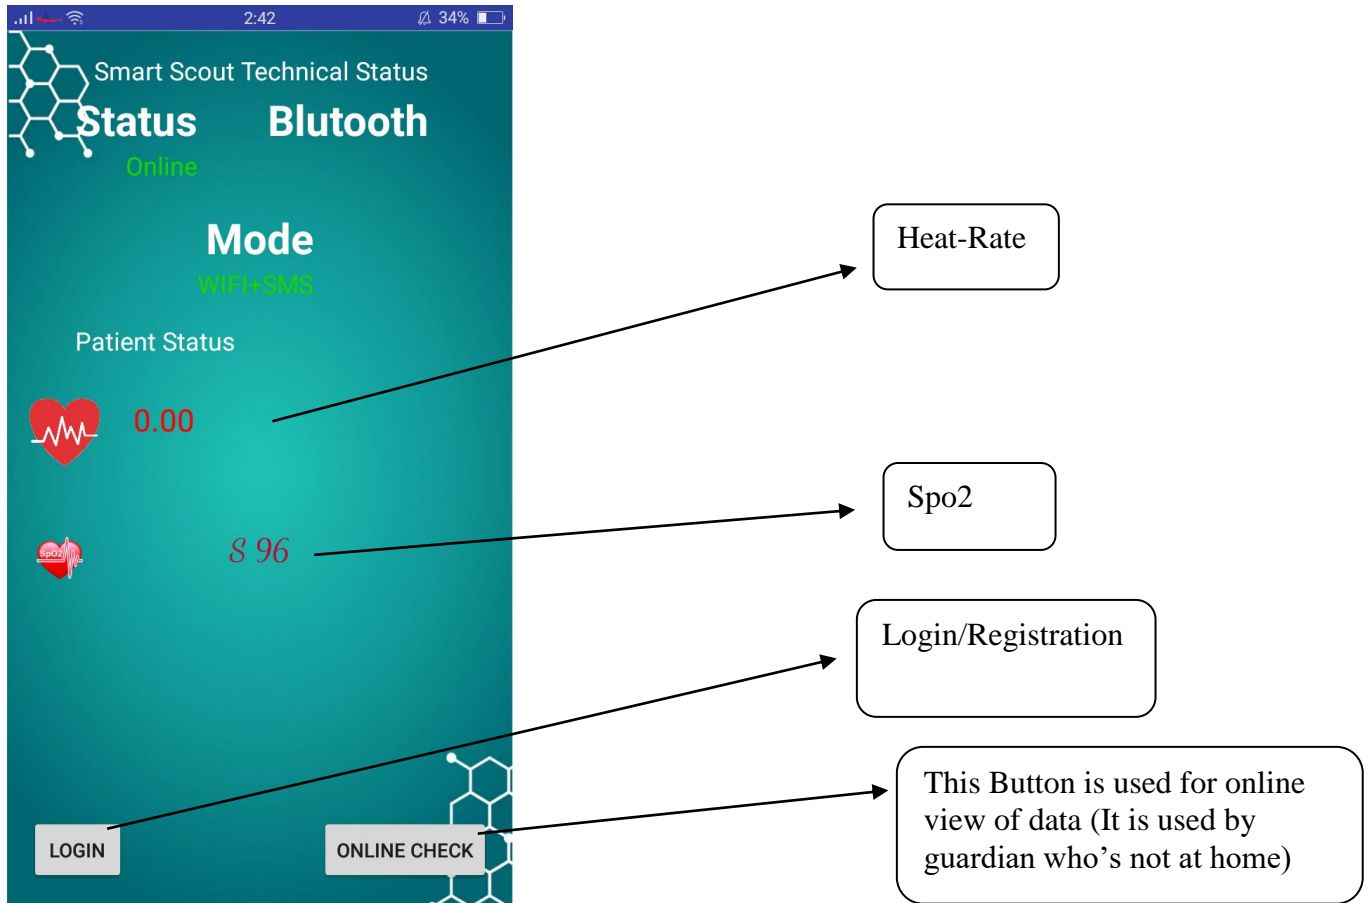 2:42
34%
Smart Scout Technical Status
Status Blutooth
Online
Mode
WIFI+SMS
Patient Status
0.00
SpO2
S 96
LOGIN
ONLINE CHECK
Heat-Rate
Spo2
Login/Registration
This Button is used for online
view of data (It is used by
guardian who’s not at home)